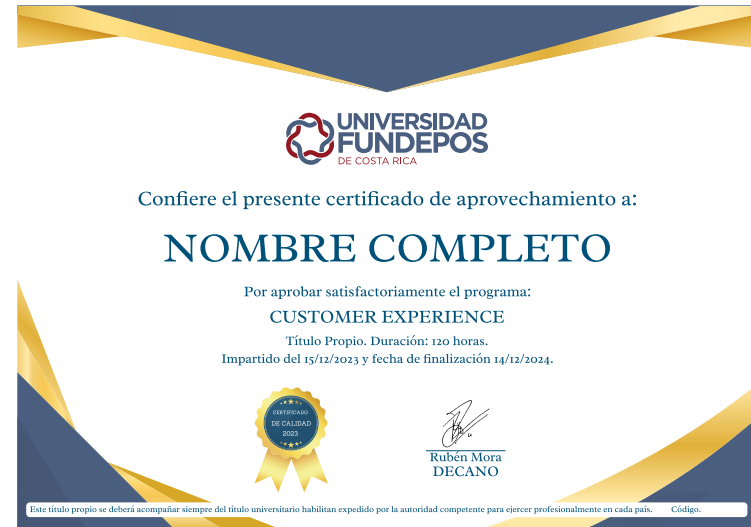 UNIVERSIDAD
FUNDEPOS
DE COSTA RICA
Confiere el presente certificado de aprovechamiento a:
NOMBRE COMPLETO
Por aprobar satisfactoriamente el programa:
CUSTOMER EXPERIENCE
Título Propio. Duración: 120 horas.
Impartido del 15/12/2023 y fecha de finalización 14/12/2024.
CERTIFICADO
DE CALIDAD
2023
Rubén Mora
DECANO
Este título propio se deberá acompañar siempre del título universitario habilitan expedido por la autoridad competente para ejercer profesionalmente en cada país. Código.